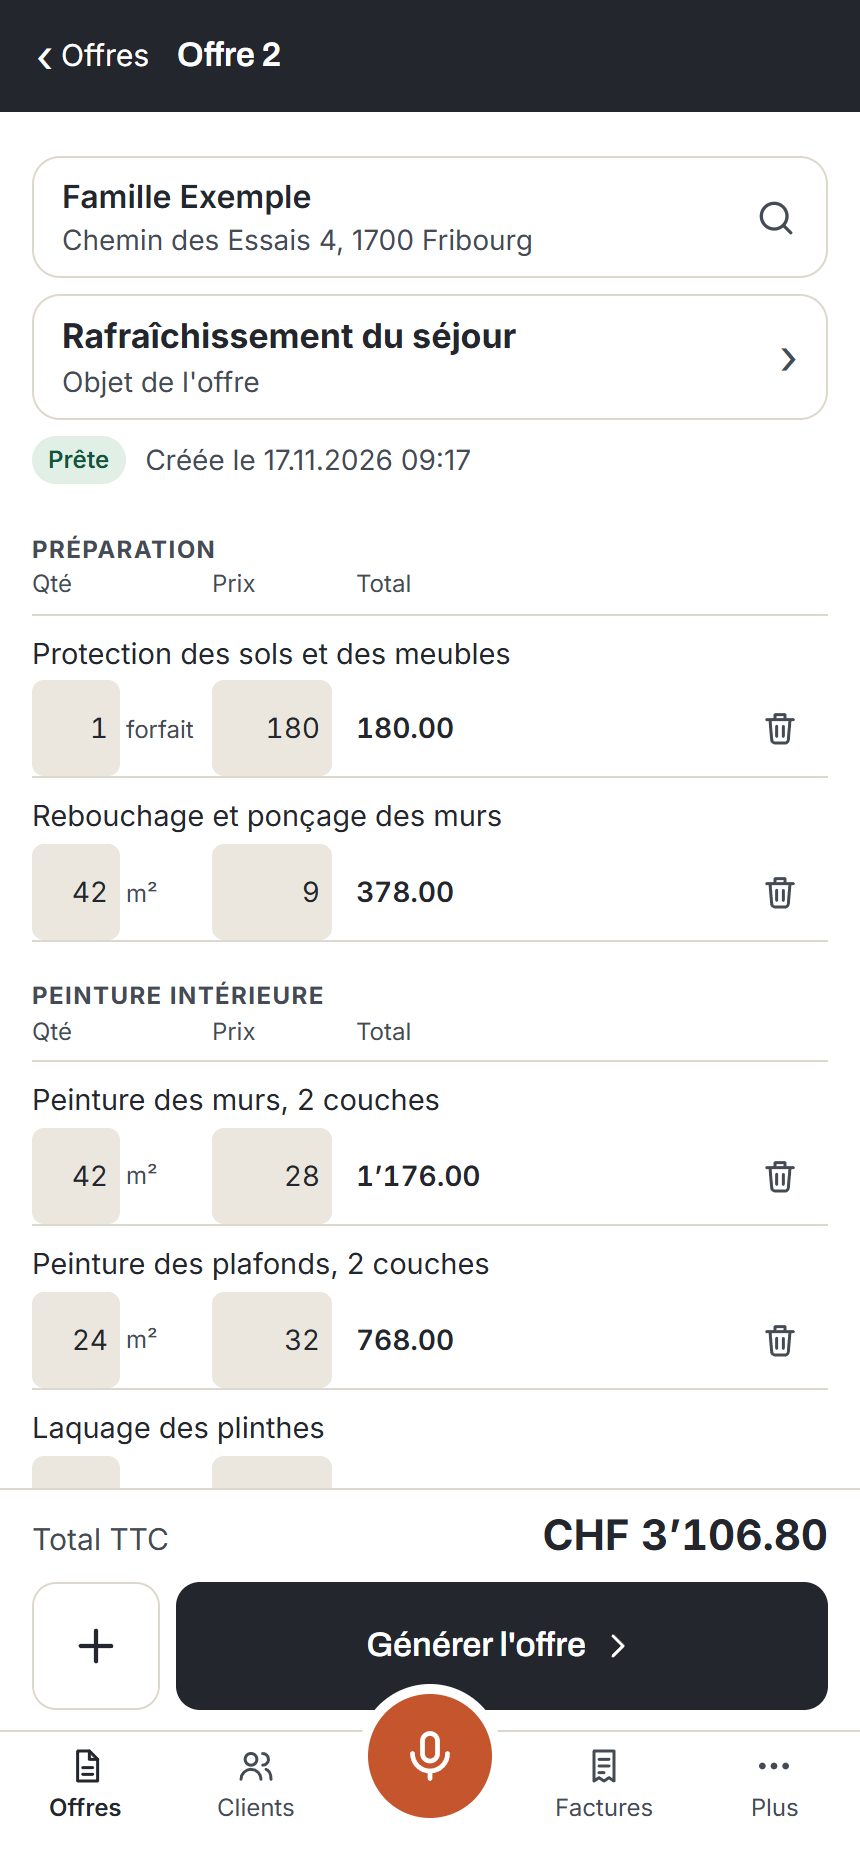 Offres Offre 2
Famille Exemple
Chemin des Essais 4, 1700 Fribourg
Rafraîchissement du séjour
Objet de l'offre
Prête Créée le 17.11.2026 09:17
PRÉPARATION
Qté Prix Total
Protection des sols et des meubles
1 forfait 180 180.00
Rebouchage et ponçage des murs
42 m² 9 378.00
PEINTURE INTÉRIEURE
Qté Prix Total
Peinture des murs, 2 couches
42 m² 28 1’176.00
Peinture des plafonds, 2 couches
24 m² 32 768.00
Laquage des plinthes
Total TTC CHF 3’106.80
Générer l'offre
Offres Clients Factures Plus